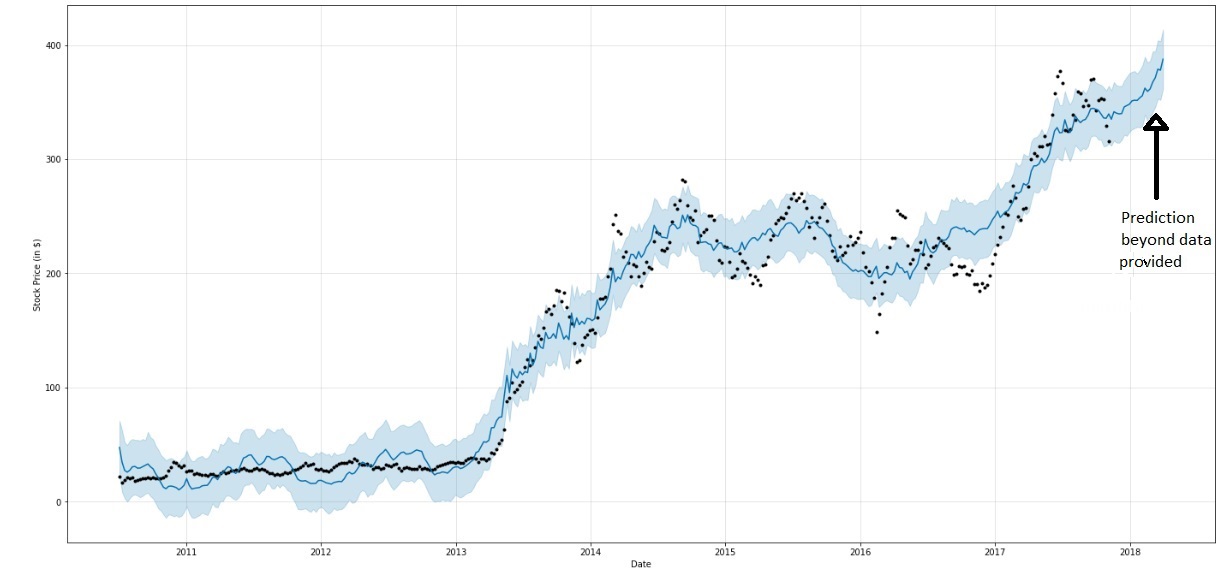 400
300
200
100
0
Stock Price (in $)
Prediction
beyond data
provided
2011 2012 2013 2014 2015 2016 2017 2018
Date